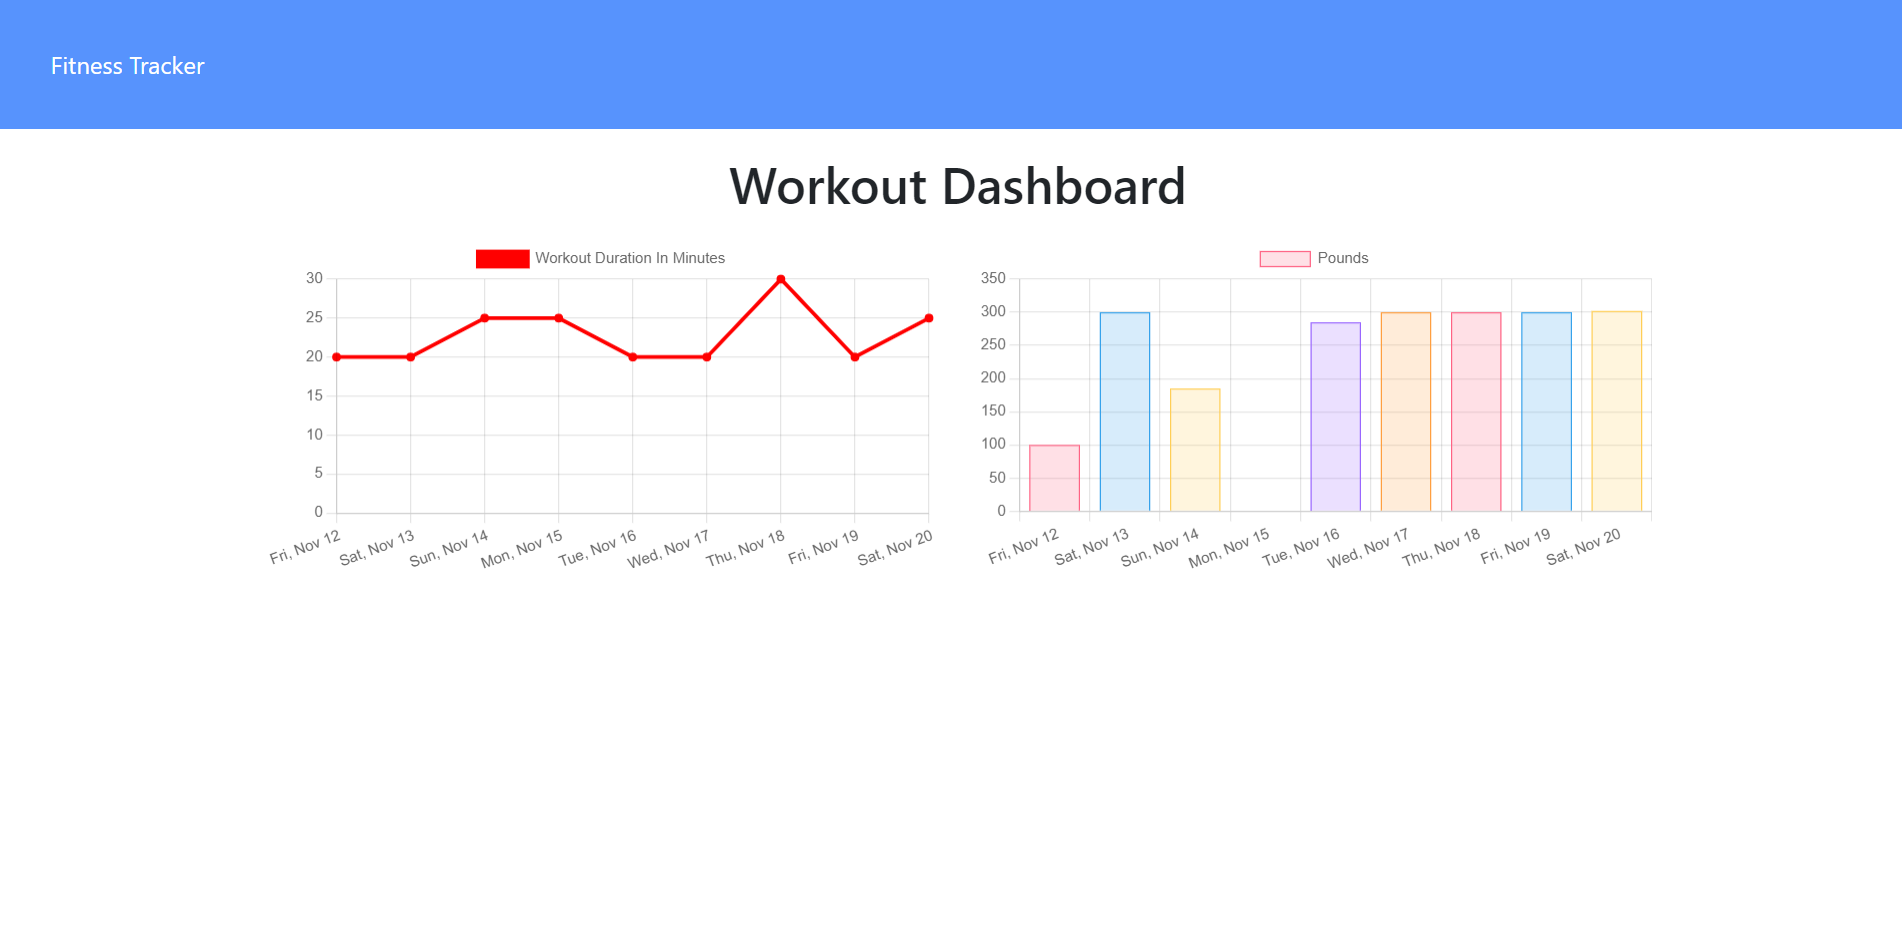 Fitness Tracker
Workout Dashboard
Workout Duration In Minutes
30
25
20
15
10
5
0
Fri, Nov 12
Sat, Nov 13
Sun, Nov 14
Mon, Nov 15
Tue, Nov 16
Wed, Nov 17
Thu, Nov 18
Fri, Nov 19
Sat, Nov 20
Pounds
350
300
250
200
150
100
50
0
Fri, Nov 12
Sat, Nov 13
Sun, Nov 14
Mon, Nov 15
Tue, Nov 16
Wed, Nov 17
Thu, Nov 18
Fri, Nov 19
Sat, Nov 20